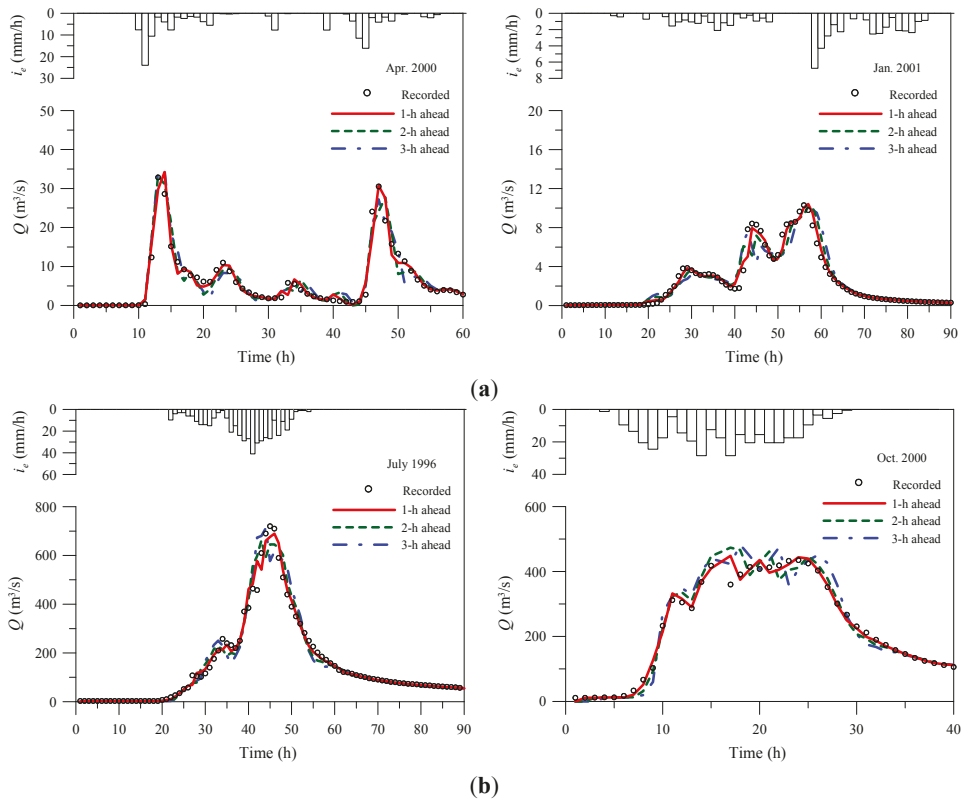 i_e (mm/h)
0
10
20
30
Apr. 2000
Recorded
1-h ahead
2-h ahead
3-h ahead
Q (m³/s)
50
40
30
20
10
0
0 10 20 30 40 50 60
Time (h)
i_e (mm/h)
0
2
4
6
8
Jan. 2001
Recorded
1-h ahead
2-h ahead
3-h ahead
Q (m³/s)
20
16
12
8
4
0
0 10 20 30 40 50 60 70 80 90
Time (h)
(a)
i_e (mm/h)
0
20
40
60
July 1996
Recorded
1-h ahead
2-h ahead
3-h ahead
Q (m³/s)
800
600
400
200
0
0 10 20 30 40 50 60 70 80 90
Time (h)
i_e (mm/h)
0
20
40
Oct. 2000
Recorded
1-h ahead
2-h ahead
3-h ahead
Q (m³/s)
600
400
200
0
0 10 20 30 40
Time (h)
(b)